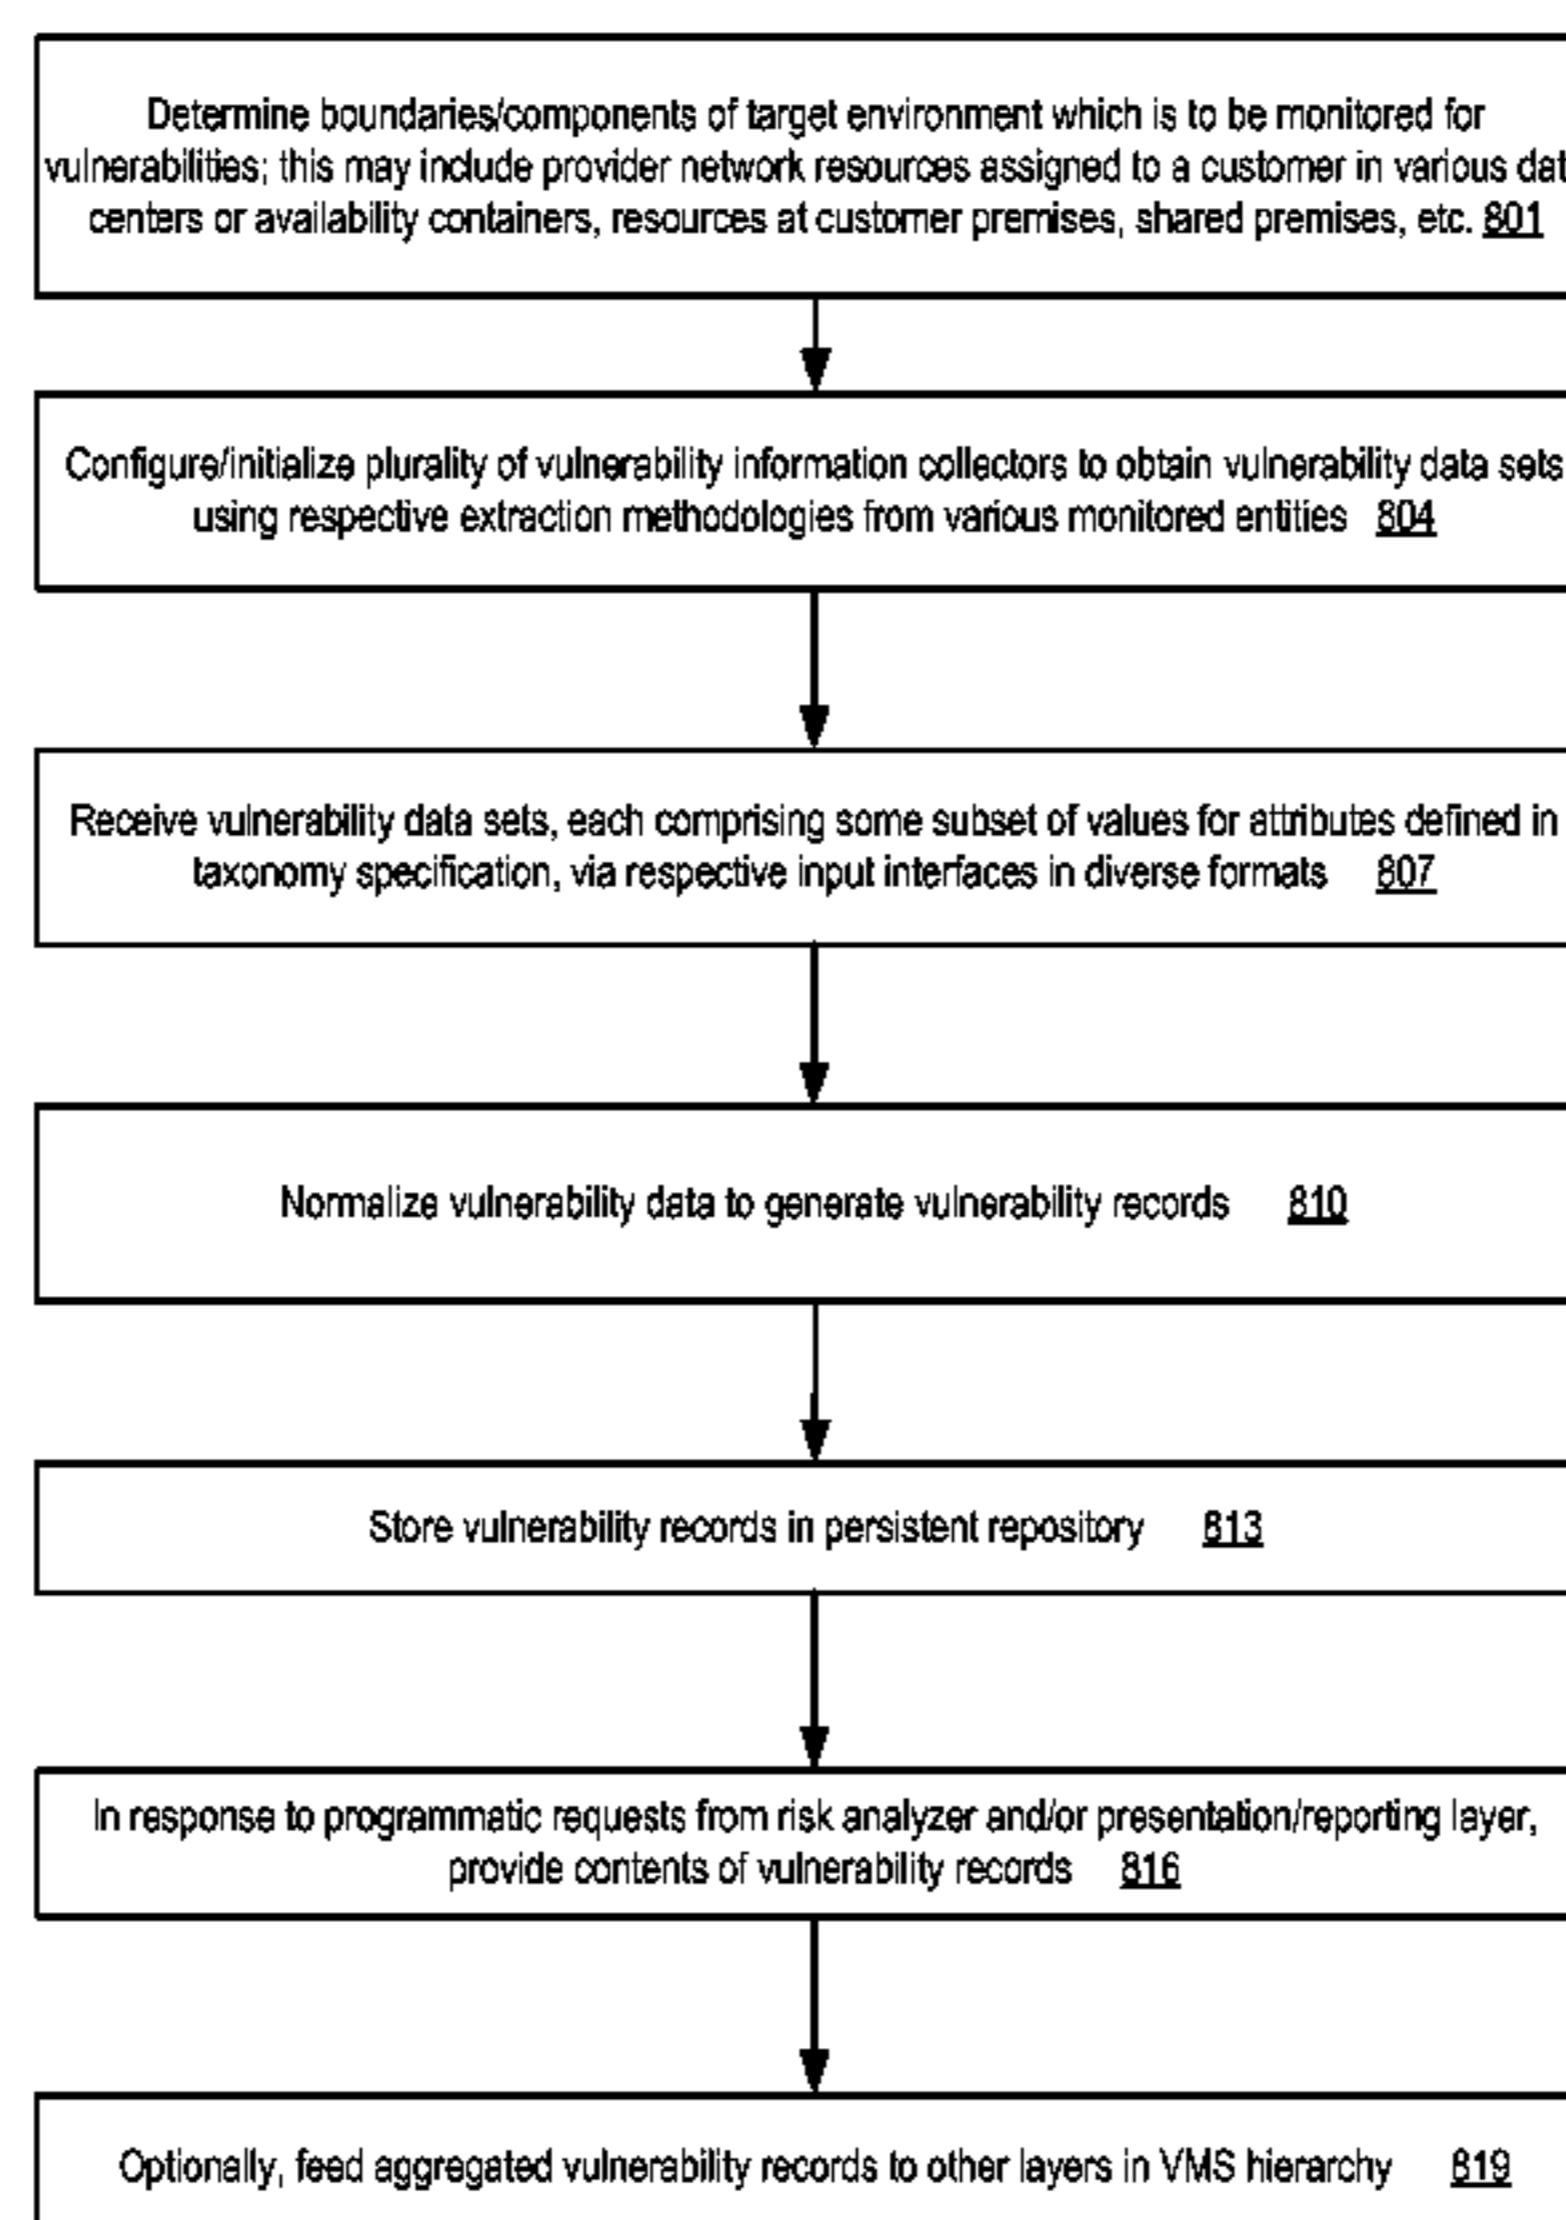 Determine boundaries/components of target environment which is to be monitored for
vulnerabilities; this may include provider network resources assigned to a customer in various dat
centers or availability containers, resources at customer premises, shared premises, etc. 801
Configure/initialize plurality of vulnerability information collectors to obtain vulnerability data sets
using respective extraction methodologies from various monitored entities 804
Receive vulnerability data sets, each comprising some subset of values for attributes defined in
taxonomy specification, via respective input interfaces in diverse formats 807
Normalize vulnerability data to generate vulnerability records 810
Store vulnerability records in persistent repository 813
In response to programmatic requests from risk analyzer and/or presentation/reporting layer,
provide contents of vulnerability records 816
Optionally, feed aggregated vulnerability records to other layers in VMS hierarchy 819